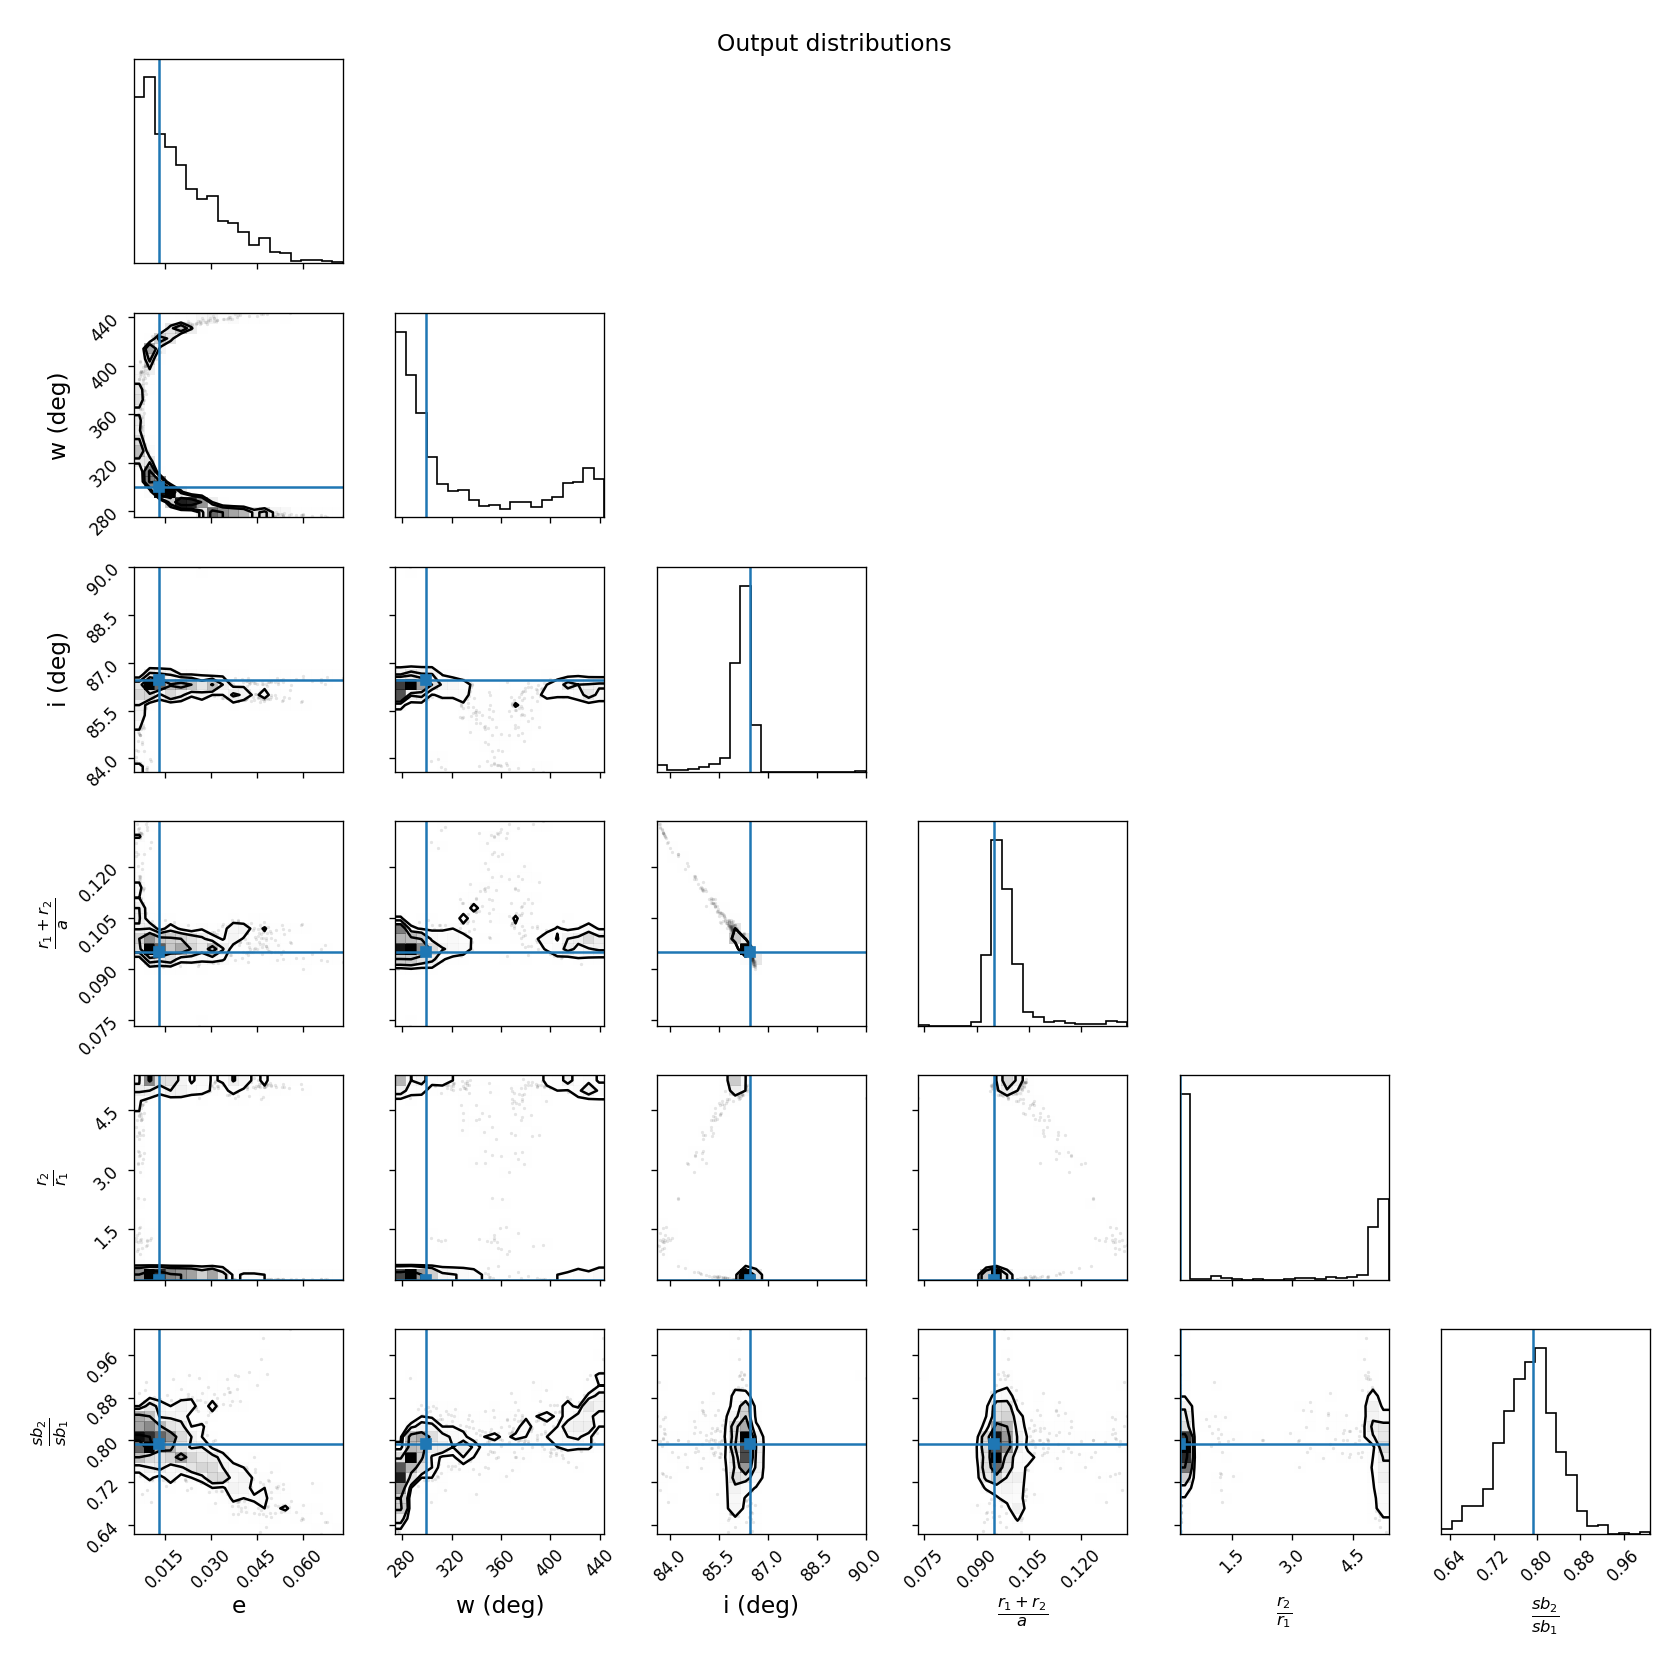 Output distributions
440
400
360
320
280
w (deg)
90.0
88.5
87.0
85.5
84.0
i (deg)
0.120
0.105
0.090
0.075
r₁ + r₂ / a
4.5
3.0
1.5
r₂ / r₁
0.96
0.88
0.80
0.72
0.64
sb₂ / sb₁
0.015 0.030 0.045 0.060
e
280 320 360 400 440
w (deg)
84.0 85.5 87.0 88.5 90.0
i (deg)
0.075 0.090 0.105 0.120
r₁ + r₂ / a
1.5 3.0 4.5
r₂ / r₁
0.64 0.72 0.80 0.88 0.96
sb₂ / sb₁